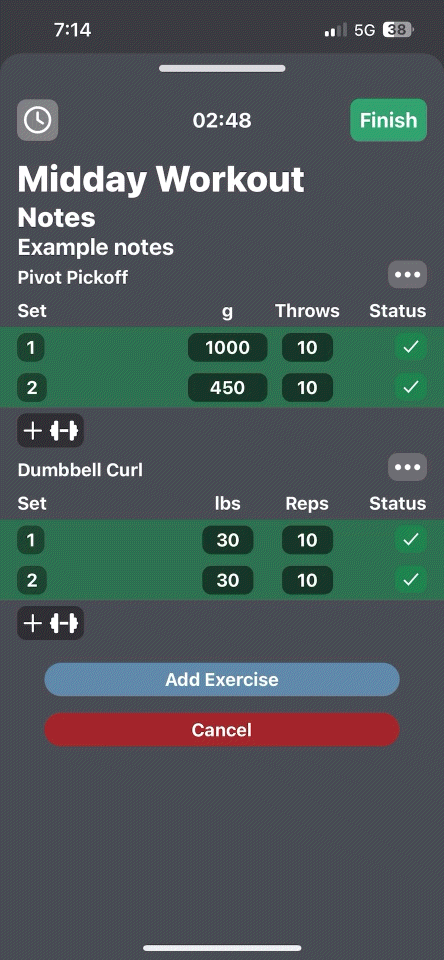 7:14 5G 38
02:48 Finish
Midday Workout
Notes
Example notes
Pivot Pickoff
Set g Throws Status
1 1000 10
2 450 10
+
Dumbbell Curl
Set lbs Reps Status
1 30 10
2 30 10
+
Add Exercise
Cancel